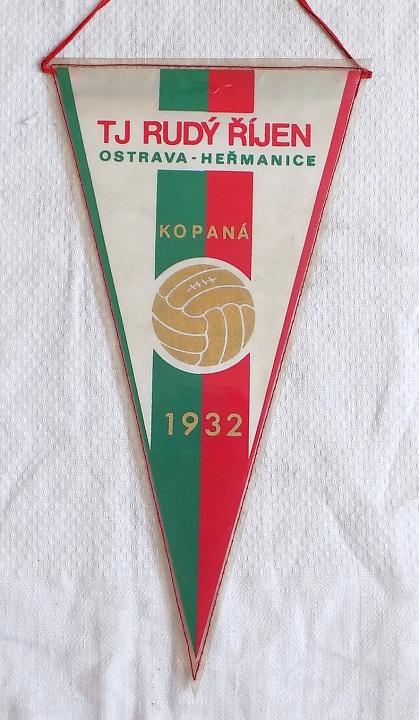 TJ RUDÝ ŘÍJEN
OSTRAVA-HEŘMANICE
KOPANÁ
1932